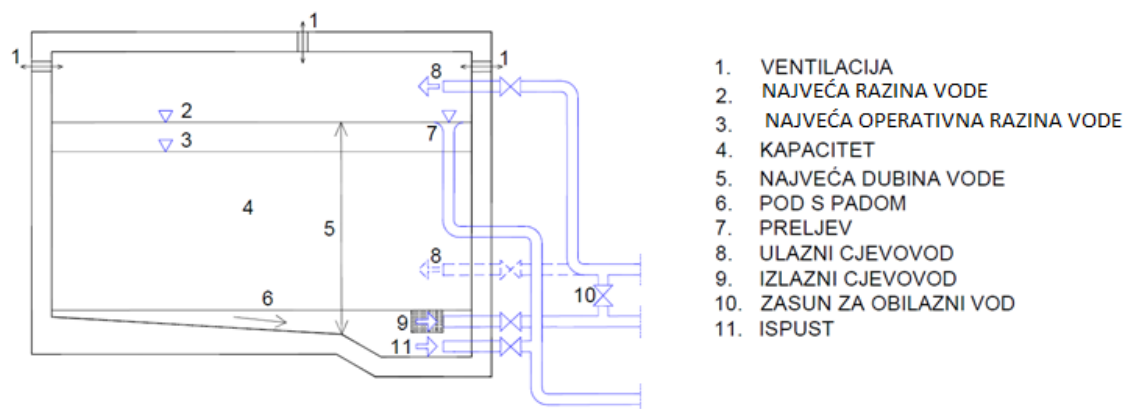 1
1
1
8
2
7
3
4
5
8
6
10
9
11
1. VENTILACIJA
2. NAJVEĆA RAZINA VODE
3. NAJVEĆA OPERATIVNA RAZINA VODE
4. KAPACITET
5. NAJVEĆA DUBINA VODE
6. POD S PADOM
7. PRELJEV
8. ULAZNI CJEVOVOD
9. IZLAZNI CJEVOVOD
10. ZASUN ZA OBILAZNI VOD
11. ISPUST